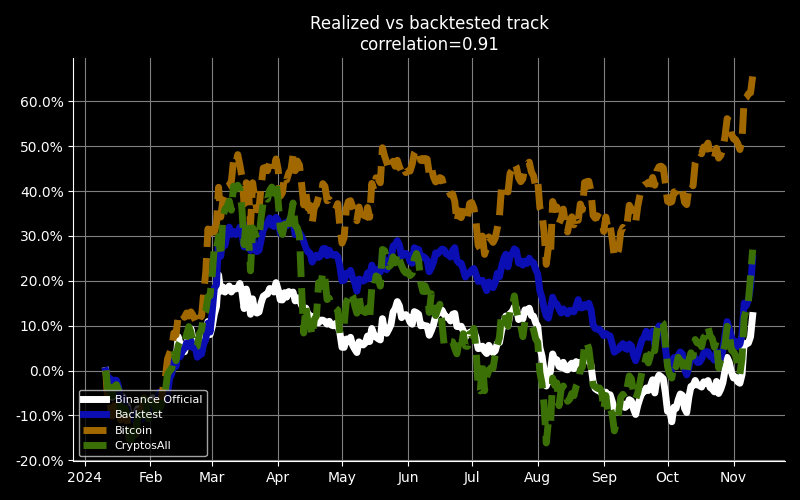 Realized vs backtested track
correlation=0.91
60.0%
50.0%
40.0%
30.0%
20.0%
10.0%
0.0%
-10.0%
-20.0%
Binance Official
Backtest
Bitcoin
CryptosAll
2024 Feb Mar Apr May Jun Jul Aug Sep Oct Nov